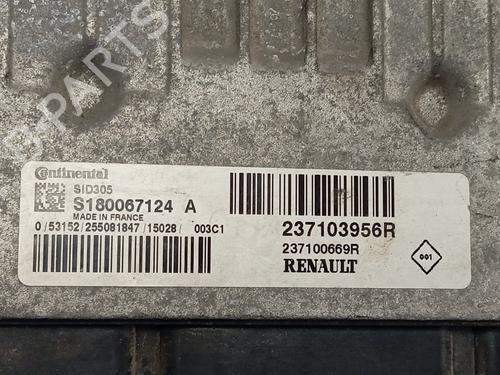 B-PARTS
Continental
SID305
S180067124 A
MADE IN FRANCE
0/53152/255081847/15028/ 003C1
237103956R
237100669R
RENAULT
001